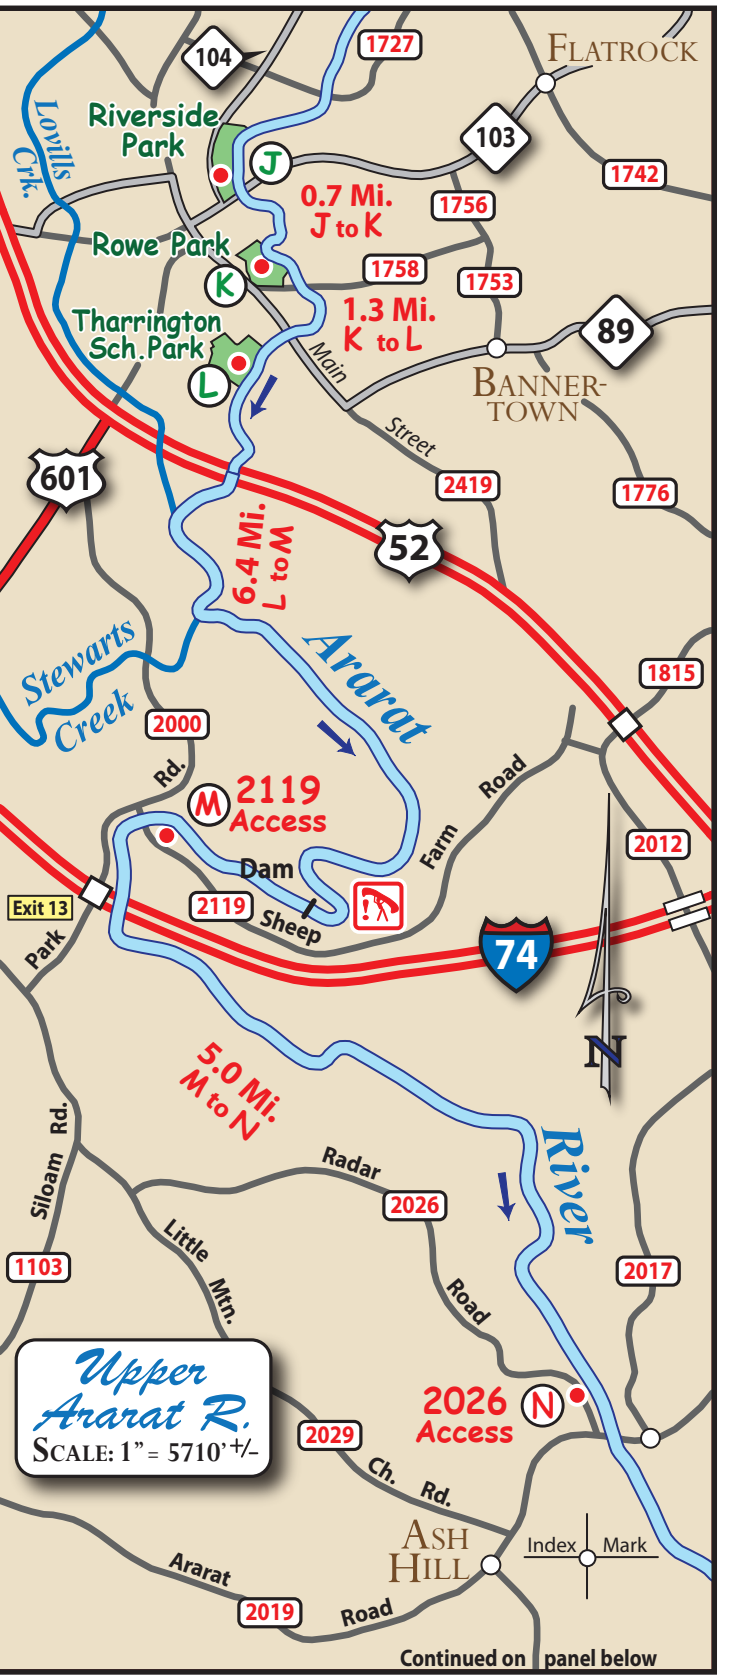 1727
FLATROCK
104
Lovills
Crk.
Riverside
Park
J
103
1742
0.7 Mi.
J to K
1756
Rowe Park
K
1758
1753
Tharrington
Sch. Park
L
1.3 Mi.
K to L
89
Main
Street
BANNER-
TOWN
601
2419
1776
52
6.4 Mi.
L to M
Stewarts
Creek
Ararat
1815
2000
Rd.
M
2119
Access
Farm
Road
2012
Dam
!
Exit 13
2119
Sheep
Park
74
N
5.0 Mi.
M to N
River
Siloam
Rd.
Radar
2026
Road
Little
Mtn.
1103
2017
Upper
Ararat R.
SCALE: 1" = 5710' +/-
2026
Access
N
2029
Ch. Rd.
ASH
HILL
Index Mark
Ararat
2019
Road
Continued on panel below